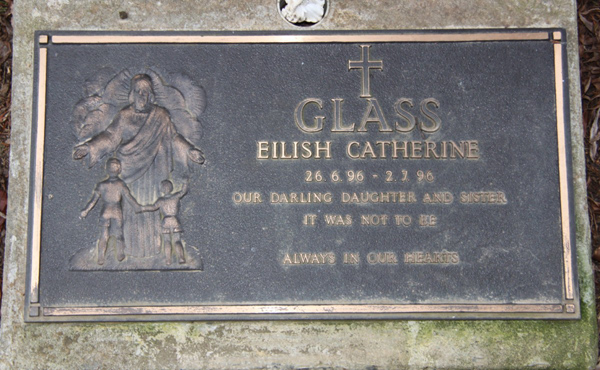 GLASS
EILISH CATHERINE
26.6.96 - 2.7.96
OUR DARLING DAUGHTER AND SISTER
IT WAS NOT TO BE
ALWAYS IN OUR HEARTS